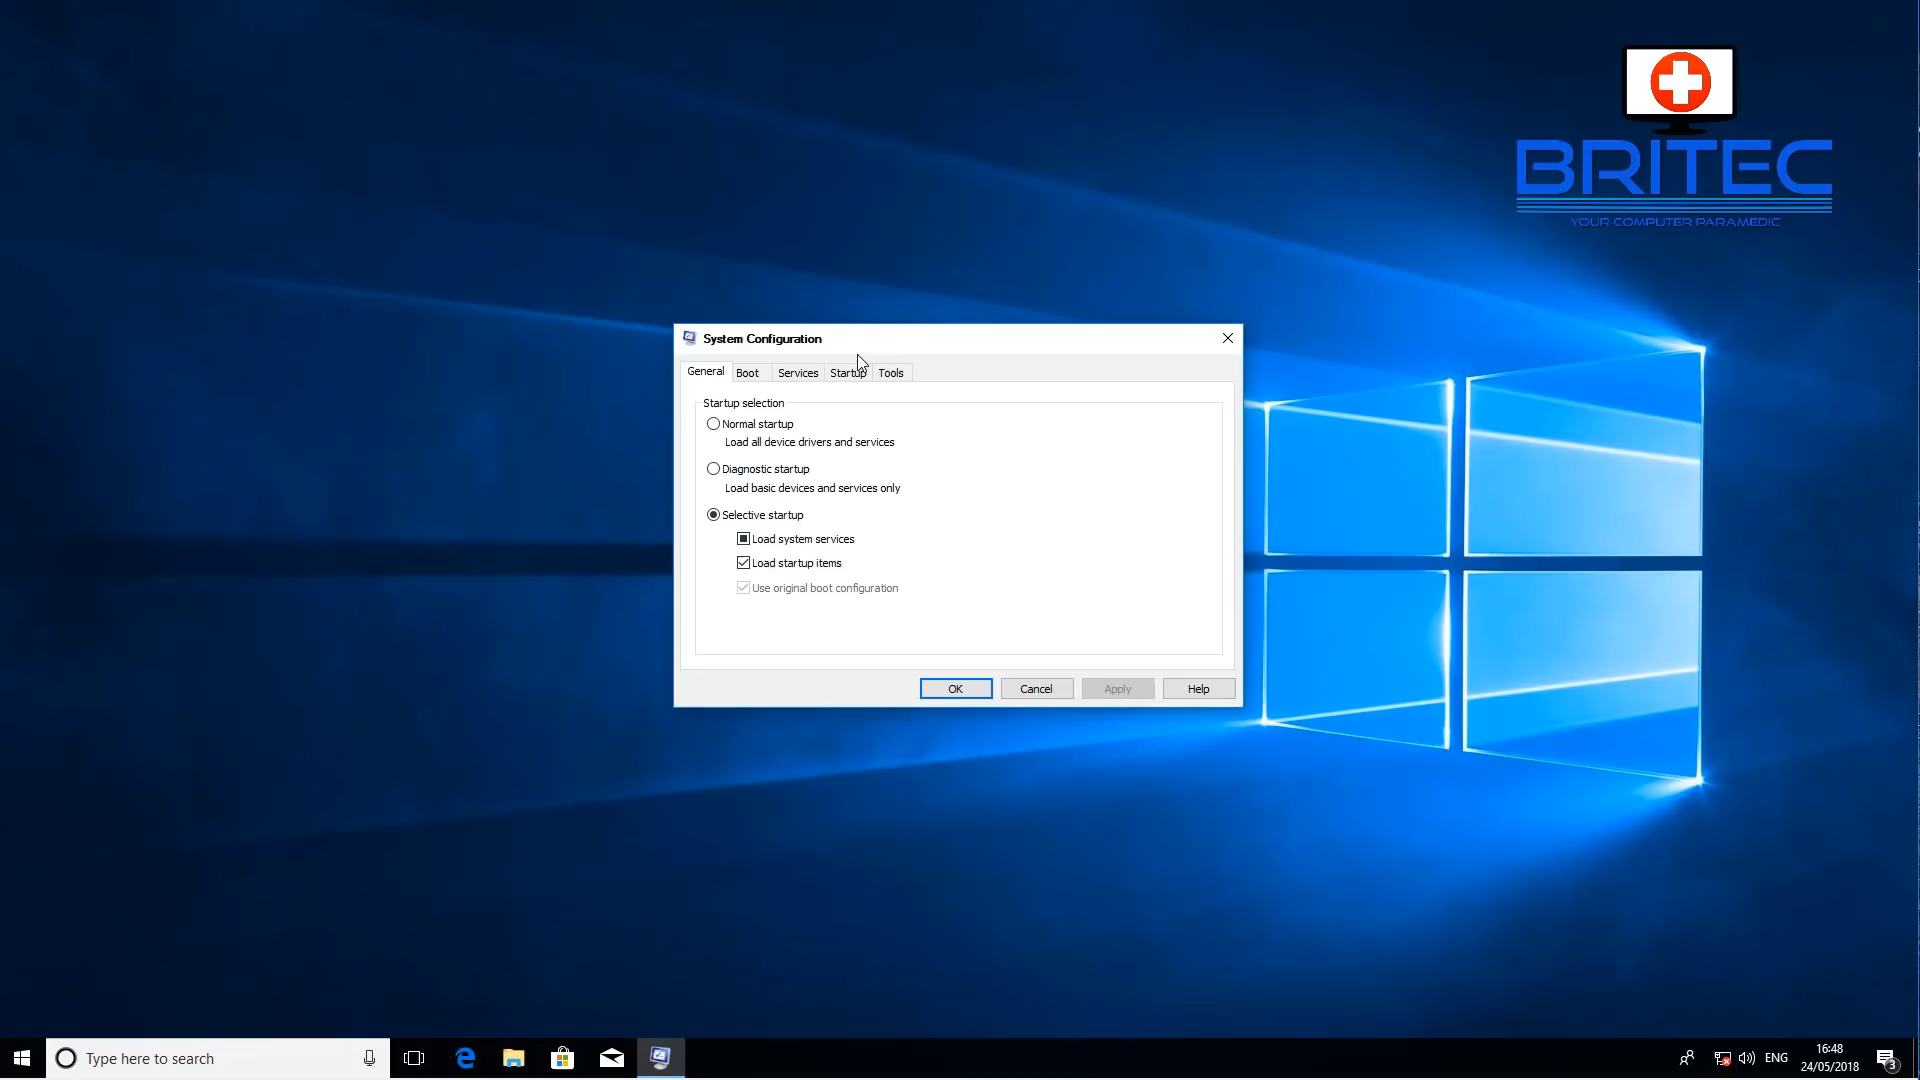 BRITEC
YOUR COMPUTER PARAMEDIC
System Configuration
General Boot Services Startup Tools
Startup selection
Normal startup
Load all device drivers and services
Diagnostic startup
Load basic devices and services only
Selective startup
Load system services
Load startup items
Use original boot configuration
OK Cancel Apply Help
Type here to search
ENG
16:48
24/05/2018
3